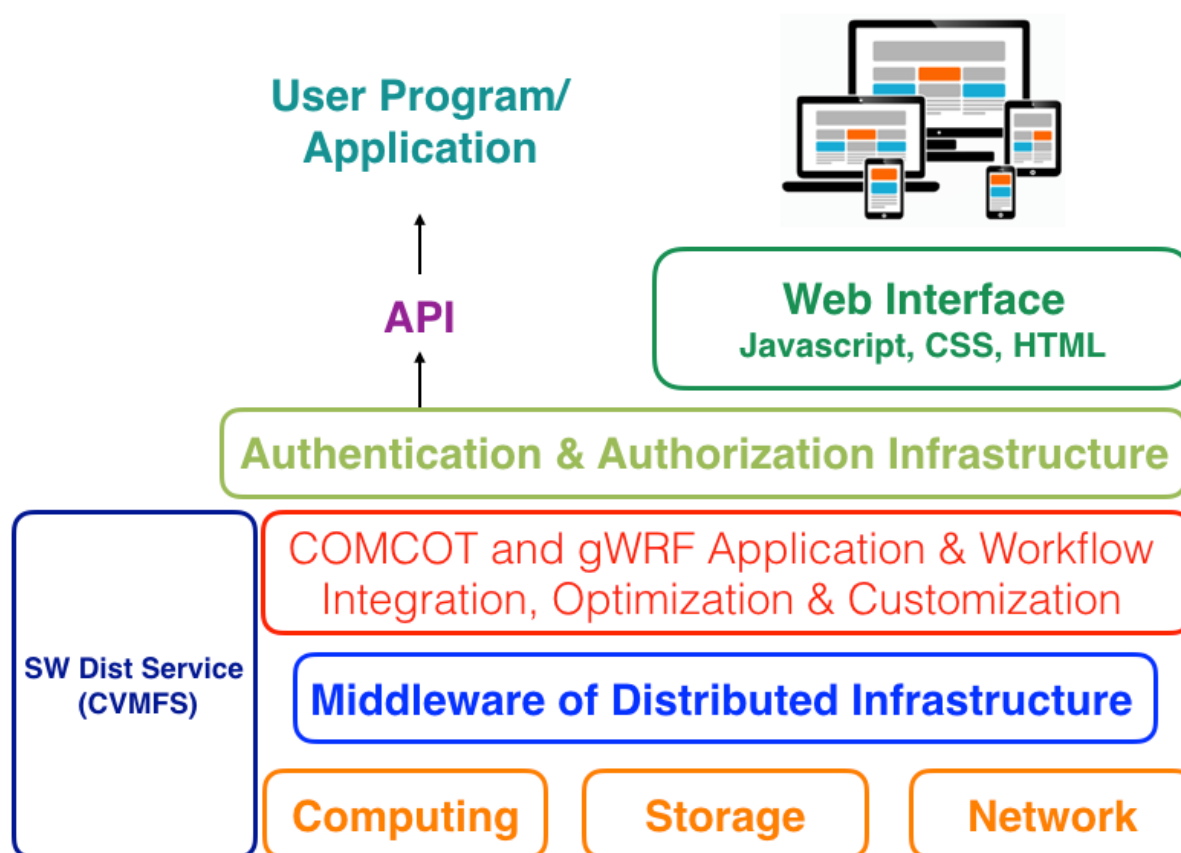 User Program/
Application
API
Web Interface
Javascript, CSS, HTML
Authentication & Authorization Infrastructure
COMCOT and gWRF Application & Workflow
Integration, Optimization & Customization
SW Dist Service
(CVMFS)
Middleware of Distributed Infrastructure
Computing
Storage
Network